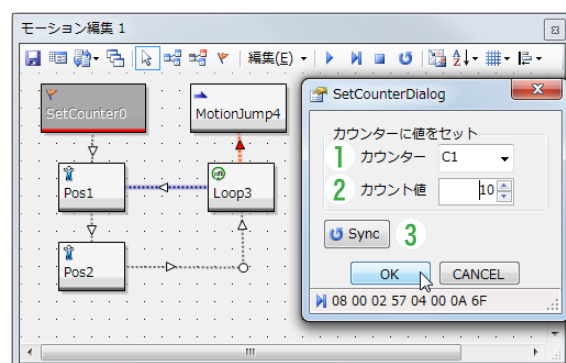 モーション編集 1
編集(E)
SetCounter0
MotionJump4
Pos1
Loop3
Pos2
SetCounterDialog
カウンターに値をセット
1 カウンター C1
2 カウント値 10
Sync 3
OK CANCEL
08 00 02 57 04 00 0A 6F